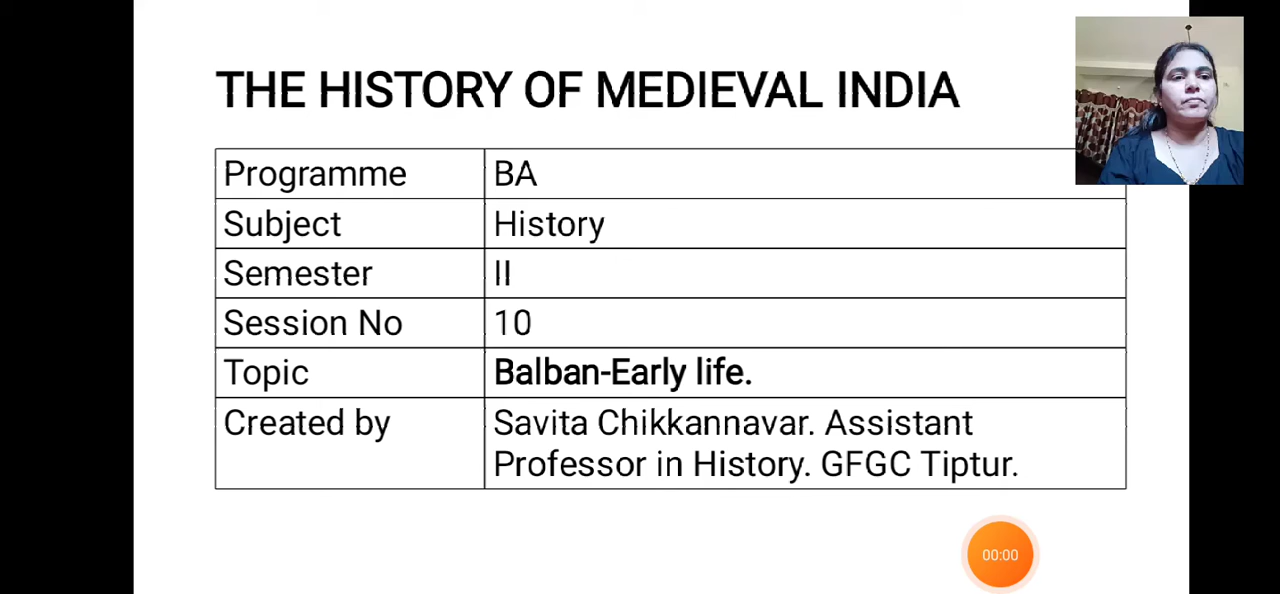 THE HISTORY OF MEDIEVAL INDIA
Programme BA
Subject History
Semester II
Session No 10
Topic Balban-Early life.
Created by Savita Chikkannavar. Assistant
Professor in History. GFGC Tiptur.
00:00